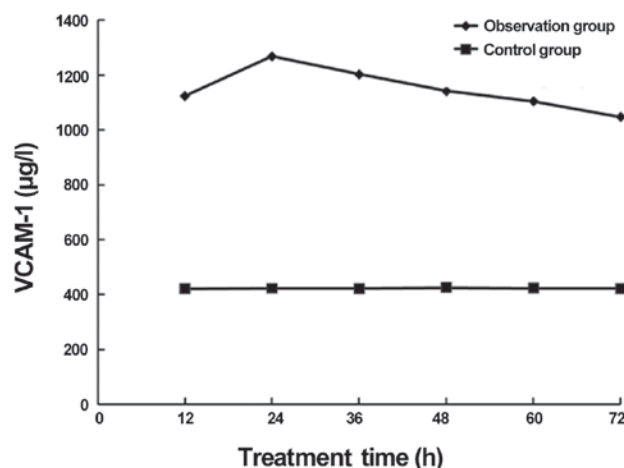 1400
1200
1000
800
600
400
200
0
VCAM-1 (µg/l)
Observation group
Control group
0 12 24 36 48 60 72
Treatment time (h)